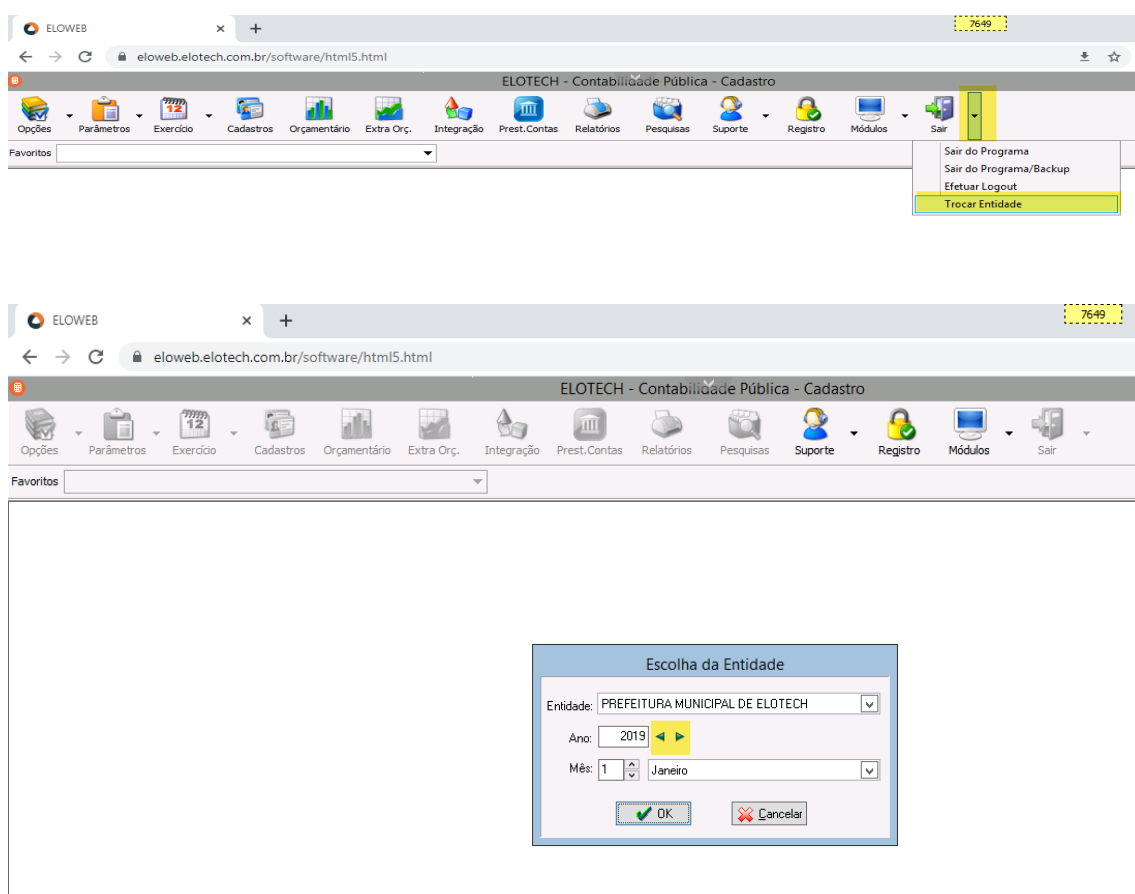 ELOWEB
7649
eloweb.elotech.com.br/software/html5.html
ELOTECH - Contabilidade Pública - Cadastro
Opções Parâmetros Exercício Cadastros Orçamentário Extra Orç. Integração Prest.Contas Relatórios Pesquisas Suporte Registro Módulos Sair
Favoritos
Sair do Programa
Sair do Programa/Backup
Efetuar Logout
Trocar Entidade
ELOWEB
7649
eloweb.elotech.com.br/software/html5.html
ELOTECH - Contabilidade Pública - Cadastro
Opções Parâmetros Exercício Cadastros Orçamentário Extra Orç. Integração Prest.Contas Relatórios Pesquisas Suporte Registro Módulos Sair
Favoritos
Escolha da Entidade
Entidade: PREFEITURA MUNICIPAL DE ELOTECH
Ano: 2019
Mês: 1 Janeiro
OK Cancelar